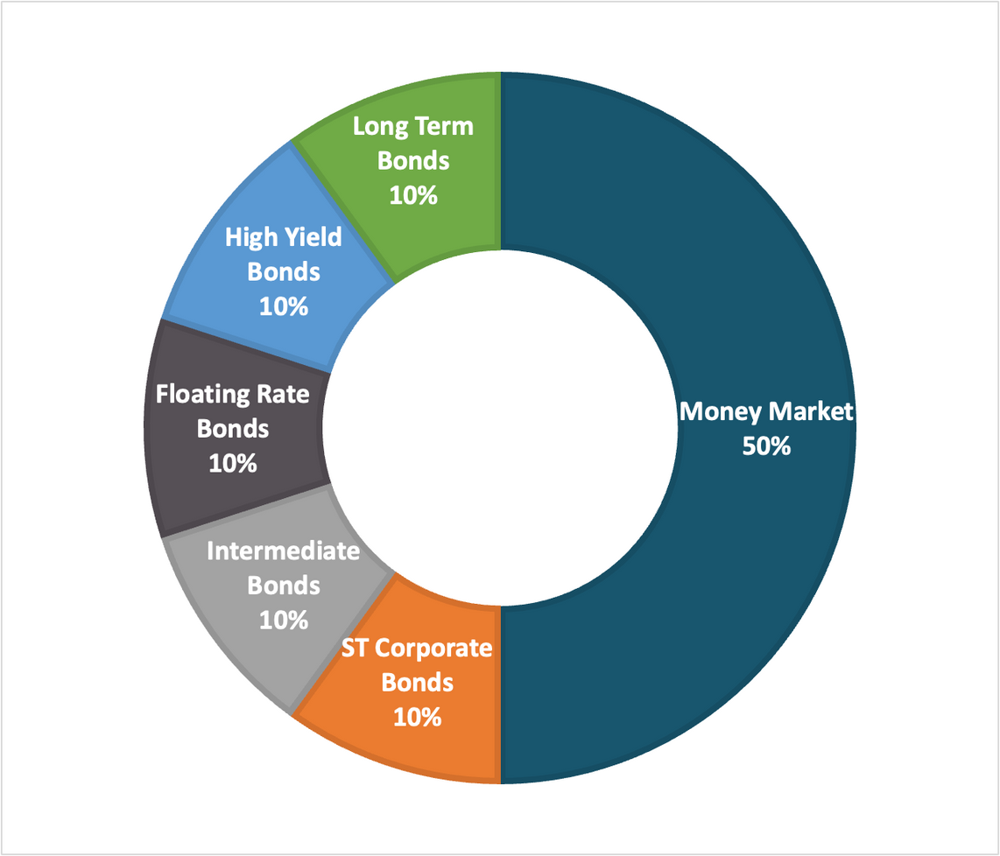 Long Term
Bonds
10%
High Yield
Bonds
10%
Floating Rate
Bonds
10%
Money Market
50%
Intermediate
Bonds
10%
ST Corporate
Bonds
10%